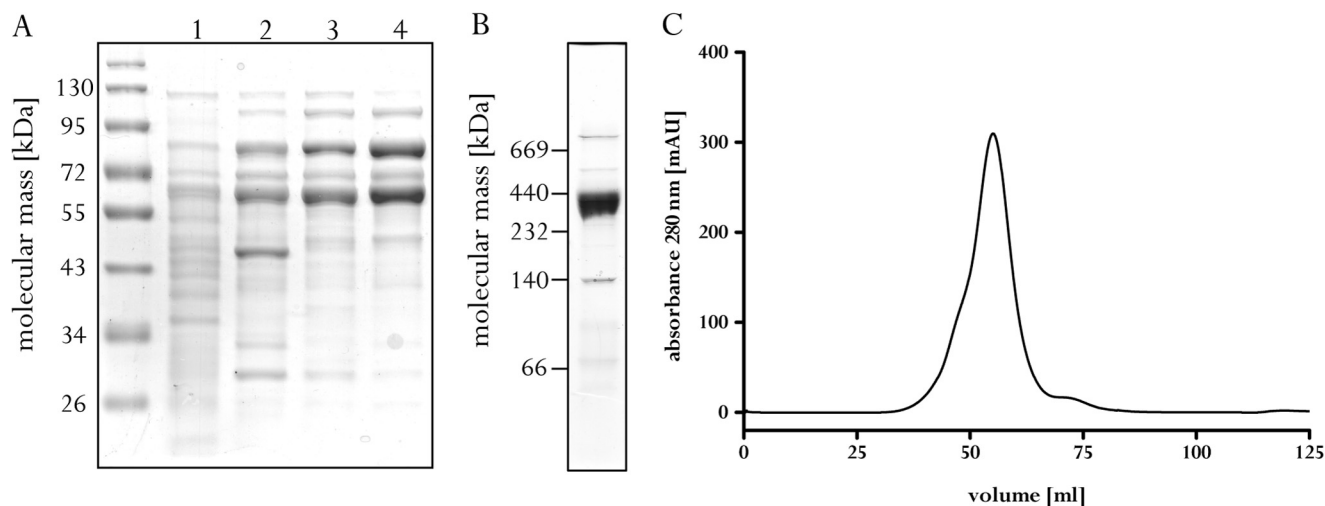 A
1 2 3 4
130
95
72
55
43
34
26
molecular mass [kDa]
B
669
440
232
140
66
molecular mass [kDa]
C
400
300
200
100
0
absorbance 280 nm [mAU]
0 25 50 75 100 125
volume [ml]